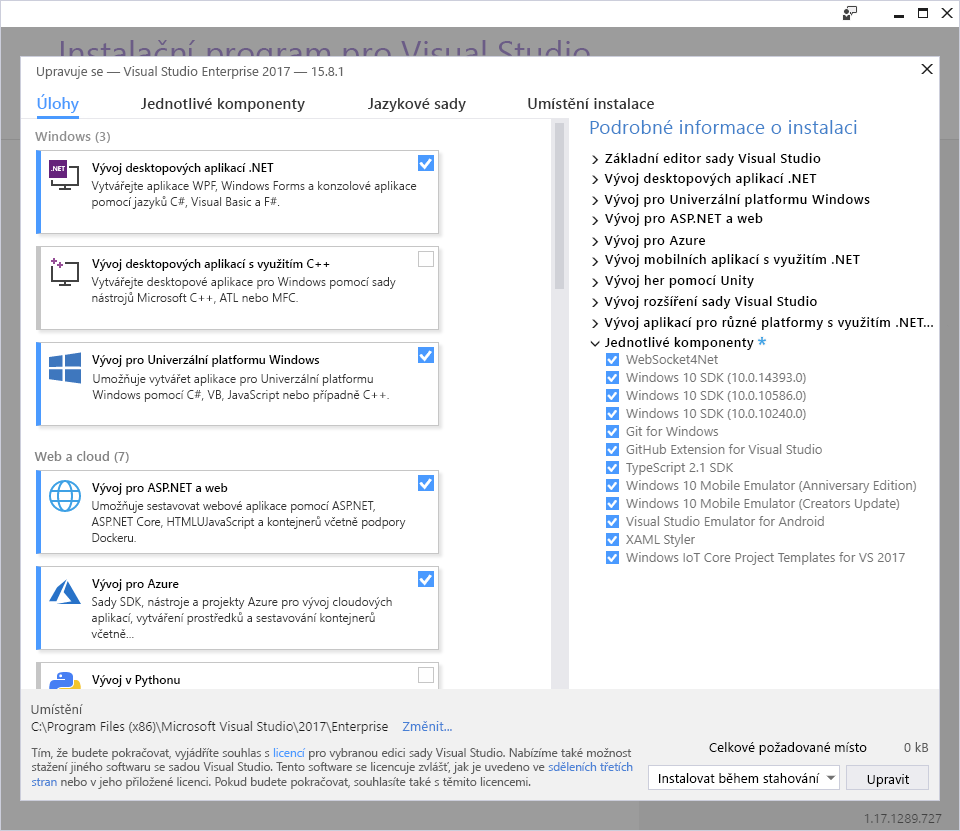 Instalační program pro Visual Studio
Upravuje se — Visual Studio Enterprise 2017 — 15.8.1
Úlohy
Jednotlivé komponenty
Jazykové sady
Umístění instalace
Windows (3)
.NET
Vývoj desktopových aplikací .NET
Vytvářejte aplikace WPF, Windows Forms a konzolové aplikace
pomocí jazyků C#, Visual Basic a F#.
Vývoj desktopových aplikací s využitím C++
Vytvářejte desktopové aplikace pro Windows pomocí sady
nástrojů Microsoft C++, ATL nebo MFC.
Vývoj pro Univerzální platformu Windows
Umožňuje vytvářet aplikace pro Univerzální platformu
Windows pomocí C#, VB, JavaScript nebo případně C++.
Web a cloud (7)
Vývoj pro ASP.NET a web
Umožňuje sestavovat webové aplikace pomocí ASP.NET,
ASP.NET Core, HTMLUJavaScript a kontejnerů včetně podpory
Dockeru.
Vývoj pro Azure
Sady SDK, nástroje a projekty Azure pro vývoj cloudových
aplikací, vytváření prostředků a sestavování kontejnerů
včetně...
Vývoj v Pythonu
Podrobné informace o instalaci
Základní editor sady Visual Studio
Vývoj desktopových aplikací .NET
Vývoj pro Univerzální platformu Windows
Vývoj pro ASP.NET a web
Vývoj pro Azure
Vývoj mobilních aplikací s využitím .NET
Vývoj her pomocí Unity
Vývoj rozšíření sady Visual Studio
Vývoj aplikací pro různé platformy s využitím .NET...
Jednotlivé komponenty *
WebSocket4Net
Windows 10 SDK (10.0.14393.0)
Windows 10 SDK (10.0.10586.0)
Windows 10 SDK (10.0.10240.0)
Git for Windows
GitHub Extension for Visual Studio
TypeScript 2.1 SDK
Windows 10 Mobile Emulator (Anniversary Edition)
Windows 10 Mobile Emulator (Creators Update)
Visual Studio Emulator for Android
XAML Styler
Windows IoT Core Project Templates for VS 2017
Umístění
C:\Program Files (x86)\Microsoft Visual Studio\2017\Enterprise Změnit...
Tím, že budete pokračovat, vyjádříte souhlas s licencí pro vybranou edici sady Visual Studio. Nabízíme také možnost
stažení jiného softwaru se sadou Visual Studio. Tento software se licencuje zvlášť, jak je uvedeno ve sděleních třetích
stran nebo v jeho přiložené licenci. Pokud budete pokračovat, souhlasíte také s těmito licencemi.
Celkové požadované místo 0 kB
Instalovat během stahování
Upravit
1.17.1289.727